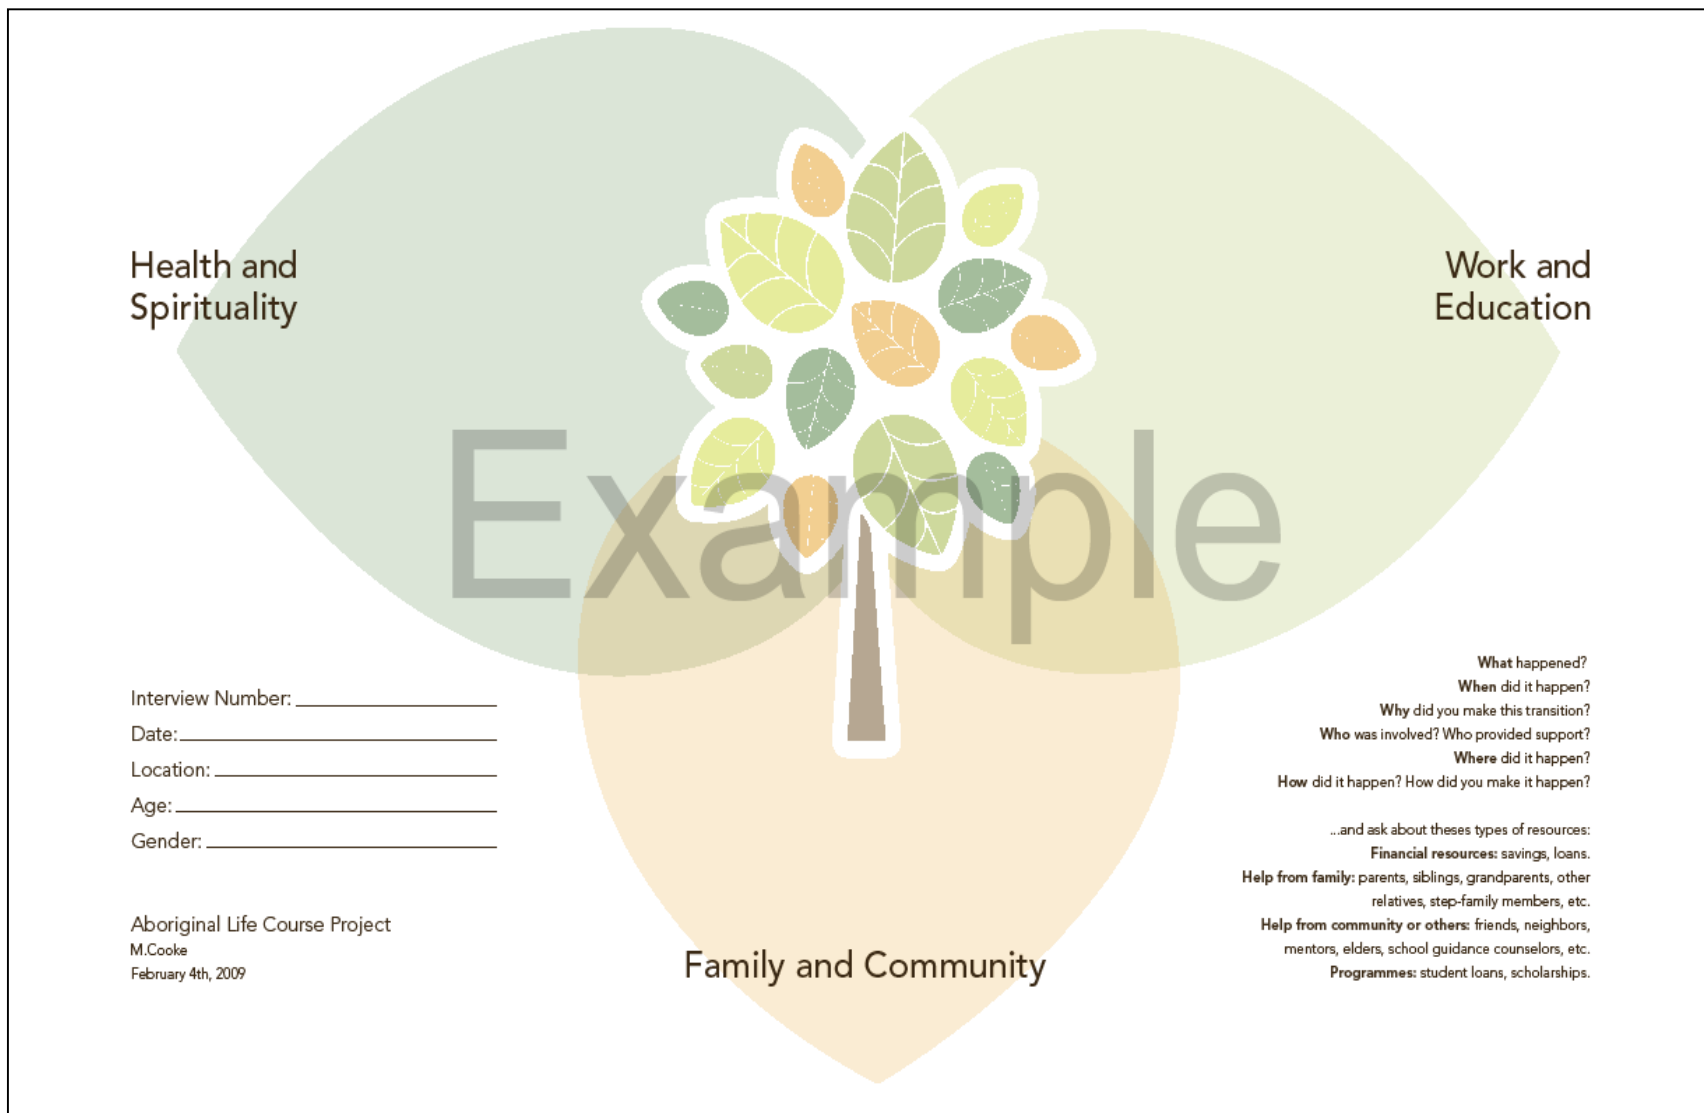 Health and
Spirituality
Work and
Education
Example
Interview Number:
Date:
Location:
Age:
Gender:
Aboriginal Life Course Project
M.Cooke
February 4th, 2009
Family and Community
What happened?
When did it happen?
Why did you make this transition?
Who was involved? Who provided support?
Where did it happen?
How did it happen? How did you make it happen?
...and ask about theses types of resources:
Financial resources: savings, loans.
Help from family: parents, siblings, grandparents, other
relatives, step-family members, etc.
Help from community or others: friends, neighbors,
mentors, elders, school guidance counselors, etc.
Programmes: student loans, scholarships.